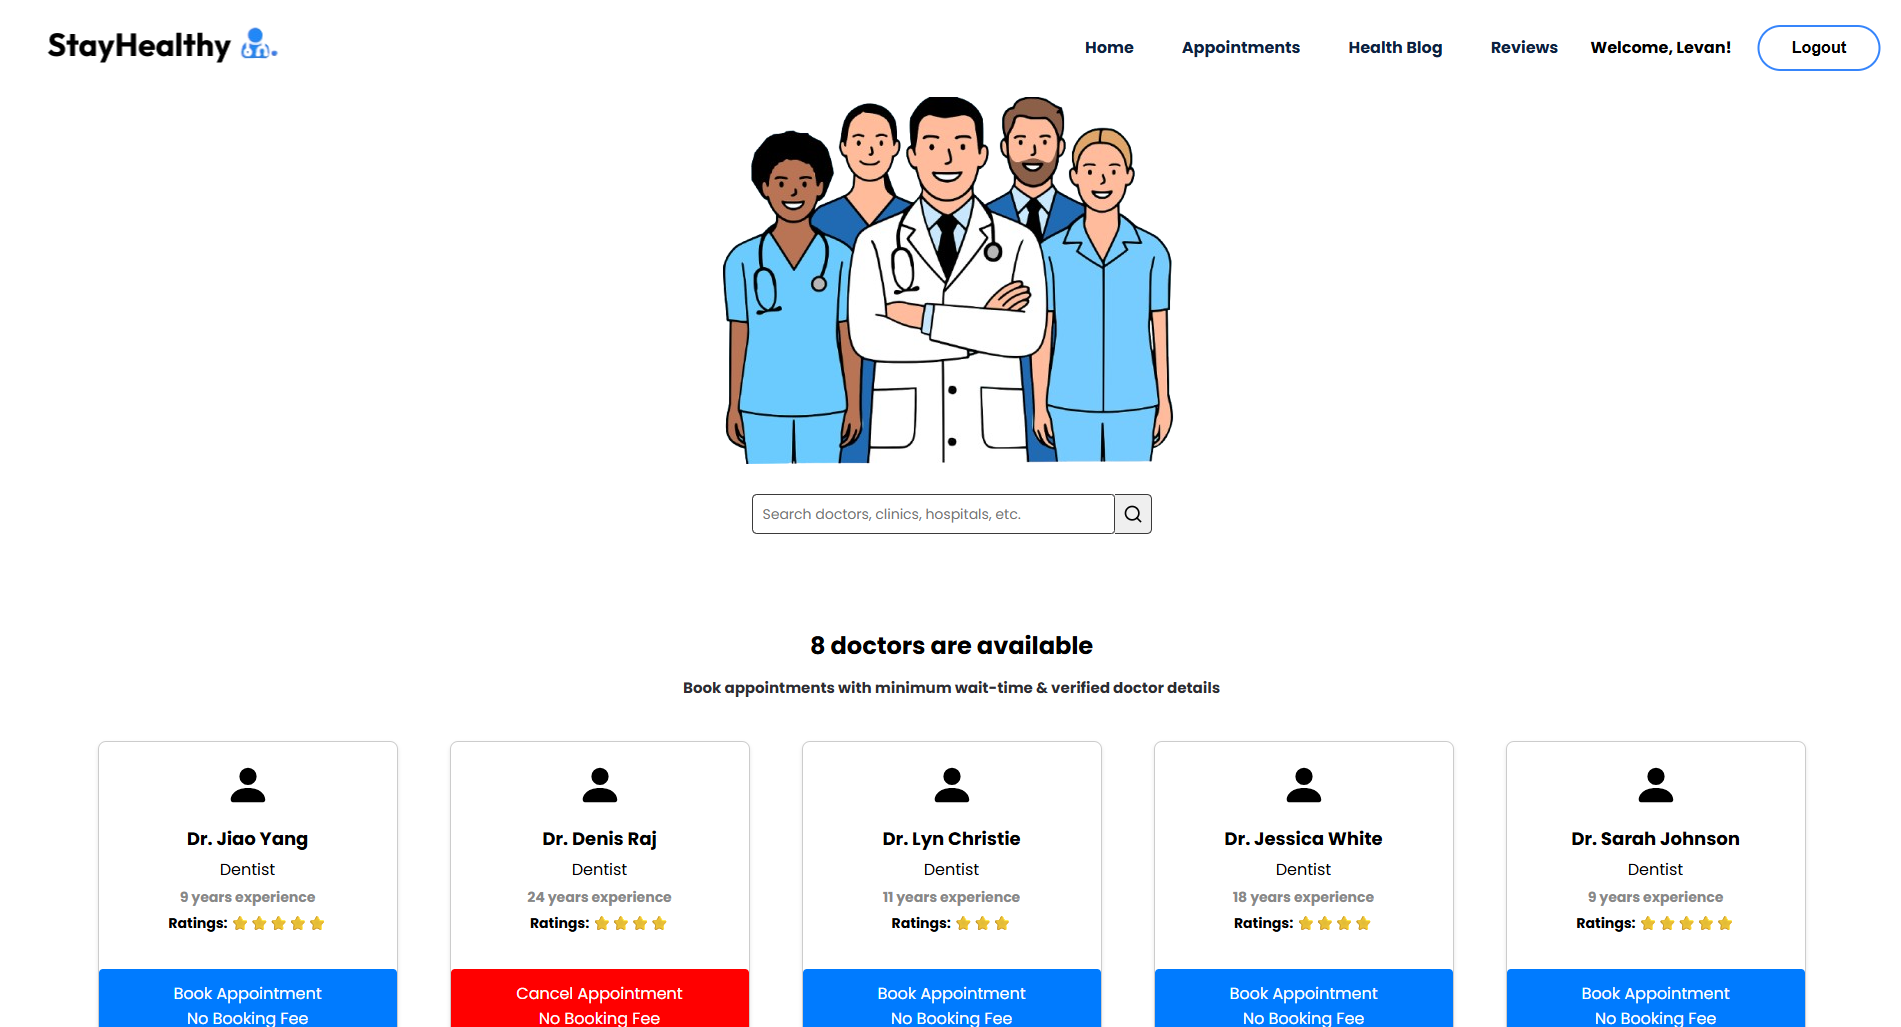 StayHealthy
Home Appointments Health Blog Reviews Welcome, Levan! Logout
Search doctors, clinics, hospitals, etc.
8 doctors are available
Book appointments with minimum wait-time & verified doctor details
Dr. Jiao Yang
Dentist
9 years experience
Ratings:
Book Appointment
No Booking Fee
Dr. Denis Raj
Dentist
24 years experience
Ratings:
Cancel Appointment
No Booking Fee
Dr. Lyn Christie
Dentist
11 years experience
Ratings:
Book Appointment
No Booking Fee
Dr. Jessica White
Dentist
18 years experience
Ratings:
Book Appointment
No Booking Fee
Dr. Sarah Johnson
Dentist
9 years experience
Ratings:
Book Appointment
No Booking Fee